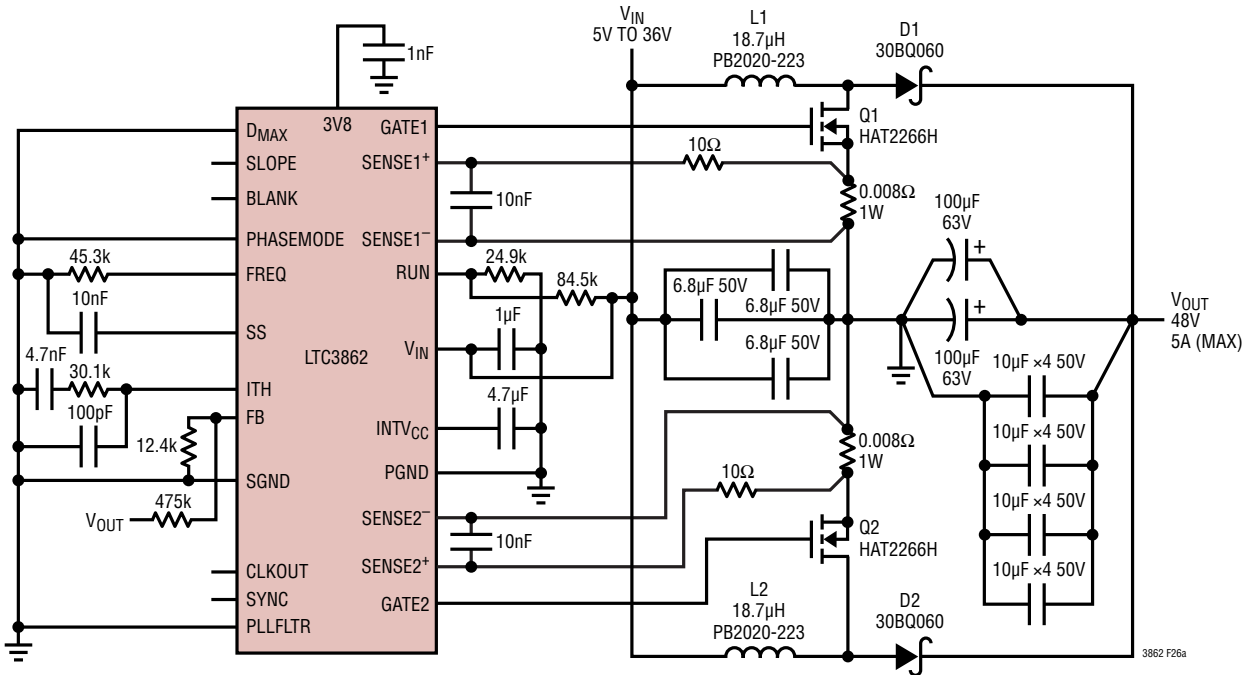 V_IN
5V TO 36V
L1
18.7µH
PB2020-223
D1
30BQ060
1nF
D_MAX
3V8
GATE1
Q1
HAT2266H
SLOPE
SENSE1⁺
10Ω
BLANK
10nF
0.008Ω
1W
100µF
63V
PHASEMODE
SENSE1⁻
45.3k
FREQ
RUN
24.9k
84.5k
6.8µF 50V
6.8µF 50V
6.8µF 50V
10nF
SS
1µF
V_IN
LTC3862
V_OUT
48V
5A (MAX)
100µF
63V
4.7nF
30.1k
ITH
100pF
4.7µF
10µF ×4 50V
FB
12.4k
INTV_CC
0.008Ω
1W
10µF ×4 50V
SGND
PGND
10Ω
475k
V_OUT
SENSE2⁻
10nF
Q2
HAT2266H
10µF ×4 50V
CLKOUT
SENSE2⁺
10µF ×4 50V
SYNC
GATE2
L2
18.7µH
PB2020-223
D2
30BQ060
PLLFLTR
3862 F26a